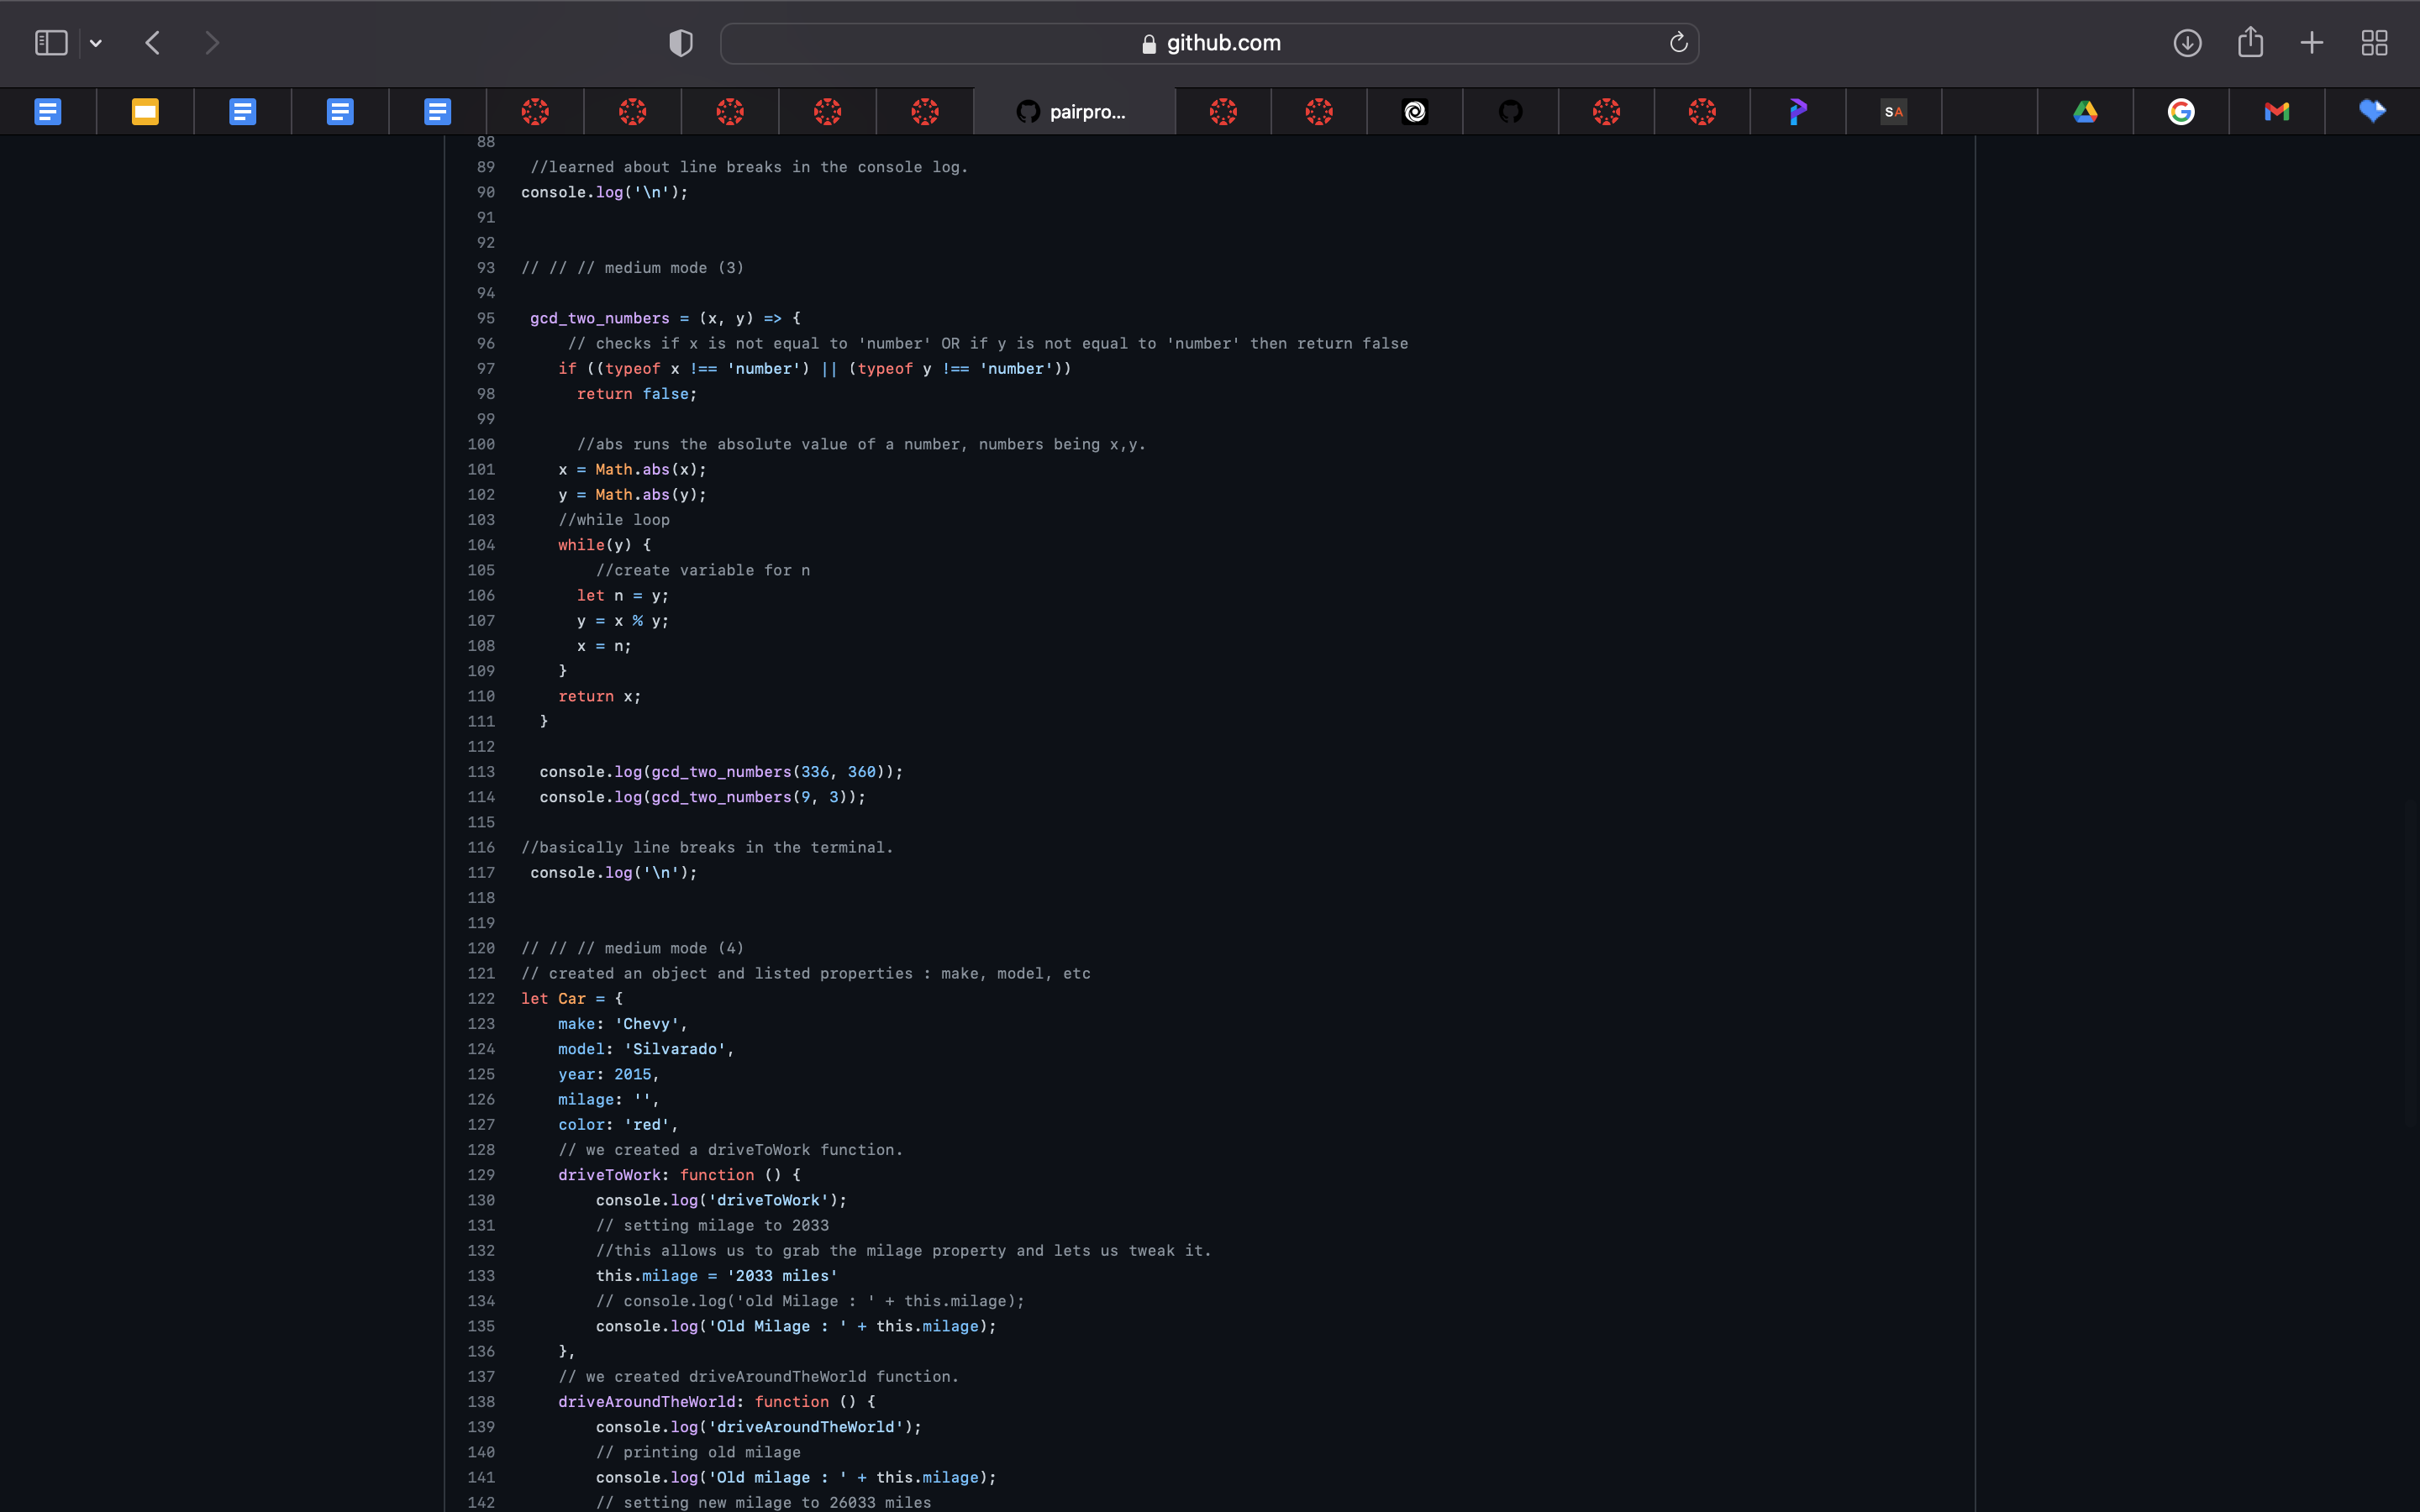 github.com
pairpro...
SA
88
89 //learned about line breaks in the console log.
90 console.log('\n');
91
92
93 // // // medium mode (3)
94
95 gcd_two_numbers = (x, y) => {
96 // checks if x is not equal to 'number' OR if y is not equal to 'number' then return false
97 if ((typeof x !== 'number') || (typeof y !== 'number'))
98 return false;
99
100 //abs runs the absolute value of a number, numbers being x,y.
101 x = Math.abs(x);
102 y = Math.abs(y);
103 //while loop
104 while(y) {
105 //create variable for n
106 let n = y;
107 y = x % y;
108 x = n;
109 }
110 return x;
111 }
112
113 console.log(gcd_two_numbers(336, 360));
114 console.log(gcd_two_numbers(9, 3));
115
116 //basically line breaks in the terminal.
117 console.log('\n');
118
119
120 // // // medium mode (4)
121 // created an object and listed properties : make, model, etc
122 let Car = {
123 make: 'Chevy',
124 model: 'Silvarado',
125 year: 2015,
126 milage: '',
127 color: 'red',
128 // we created a driveToWork function.
129 driveToWork: function () {
130 console.log('driveToWork');
131 // setting milage to 2033
132 //this allows us to grab the milage property and lets us tweak it.
133 this.milage = '2033 miles'
134 // console.log('old Milage : ' + this.milage);
135 console.log('Old Milage : ' + this.milage);
136 },
137 // we created driveAroundTheWorld function.
138 driveAroundTheWorld: function () {
139 console.log('driveAroundTheWorld');
140 // printing old milage
141 console.log('Old milage : ' + this.milage);
142 // setting new milage to 26033 miles